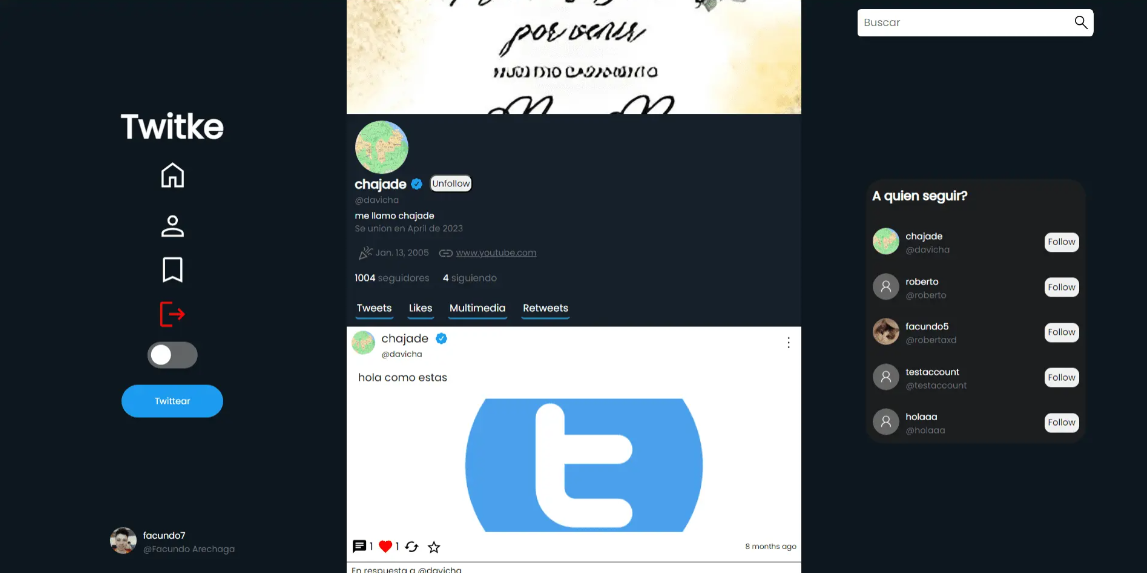 Twitke
Twittear
facundo7
@Facundo Arechaga
por venir
NUESTRO CASAMIENTO
chajade
Unfollow
@davicha
me llamo chajade
Se union en April de 2023
Jan. 13, 2005 www.youtube.com
1004 seguidores 4 siguiendo
Tweets Likes Multimedia Retweets
chajade
@davicha
hola como estas
1 1
8 months ago
En respuesta a @davicha
Buscar
A quien seguir?
chajade
@davicha
Follow
roberto
@roberto
Follow
facundo5
@robertaxd
Follow
testaccount
@testaccount
Follow
holaaa
@holaaa
Follow